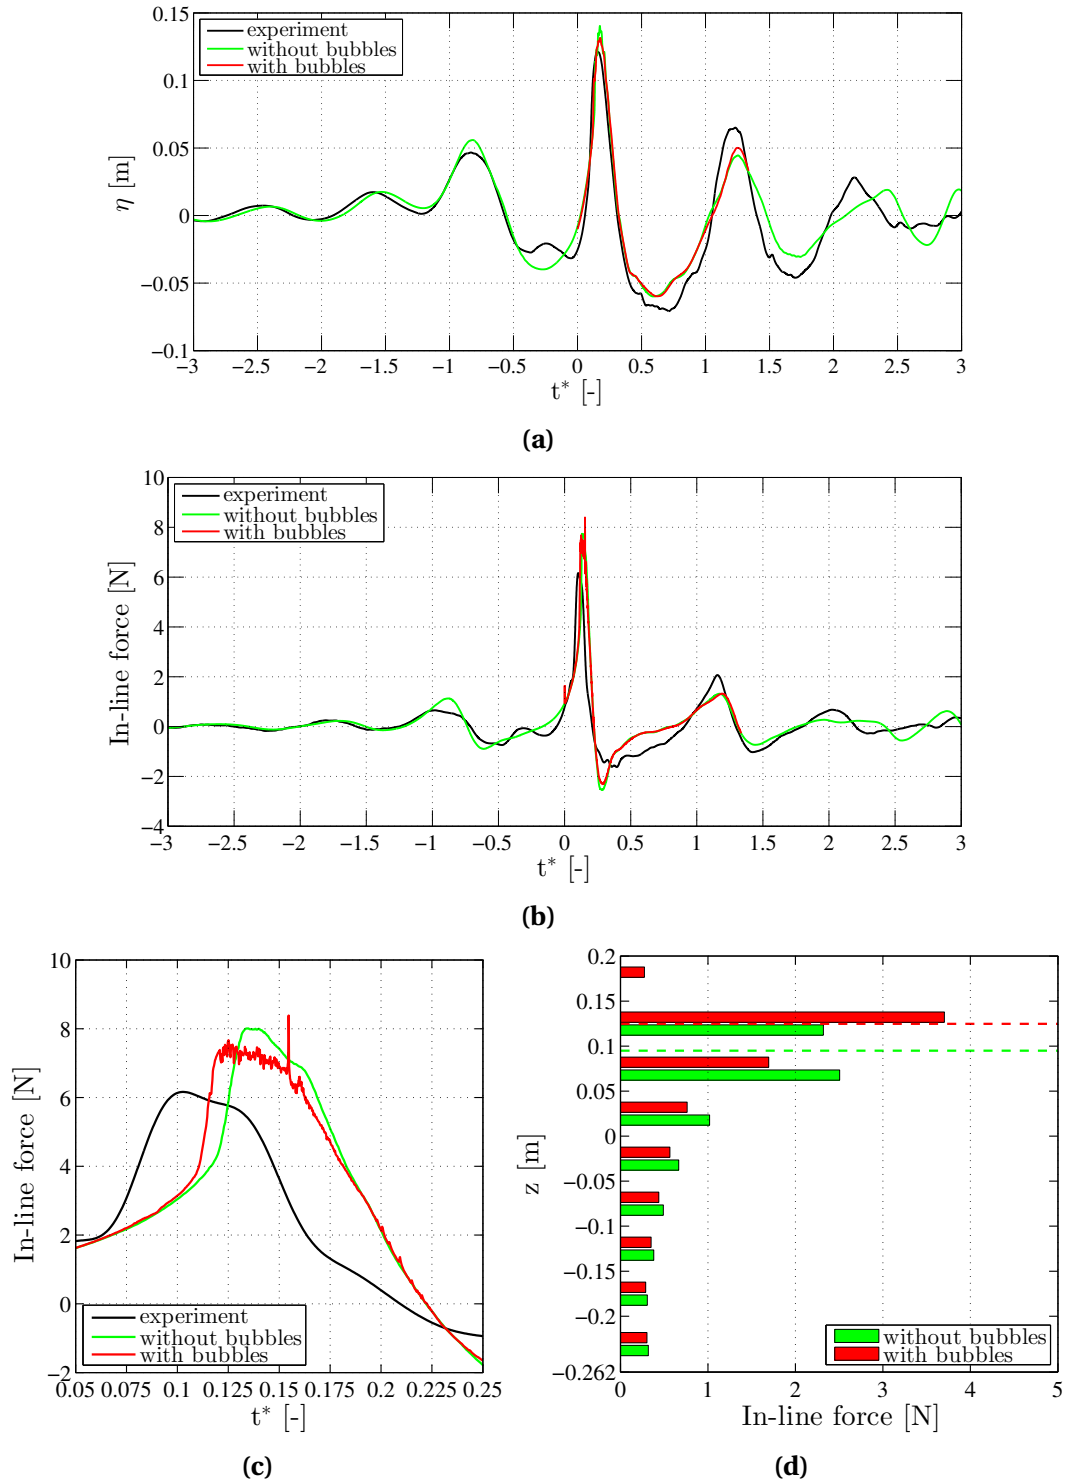 0.15
0.1
0.05
0
−0.05
−0.1
η [m]
experiment
without bubbles
with bubbles
−3 −2.5 −2 −1.5 −1 −0.5 0 0.5 1 1.5 2 2.5 3
t* [-]
(a)
10
8
6
4
2
0
−2
−4
In-line force [N]
experiment
without bubbles
with bubbles
−3 −2.5 −2 −1.5 −1 −0.5 0 0.5 1 1.5 2 2.5 3
t* [-]
(b)
10
8
6
4
2
0
−2
In-line force [N]
experiment
without bubbles
with bubbles
0.05 0.075 0.1 0.125 0.15 0.175 0.2 0.225 0.25
t* [-]
(c)
0.2
0.15
0.1
0.05
0
−0.05
−0.1
−0.15
−0.2
−0.262
z [m]
without bubbles
with bubbles
0 1 2 3 4 5
In-line force [N]
(d)